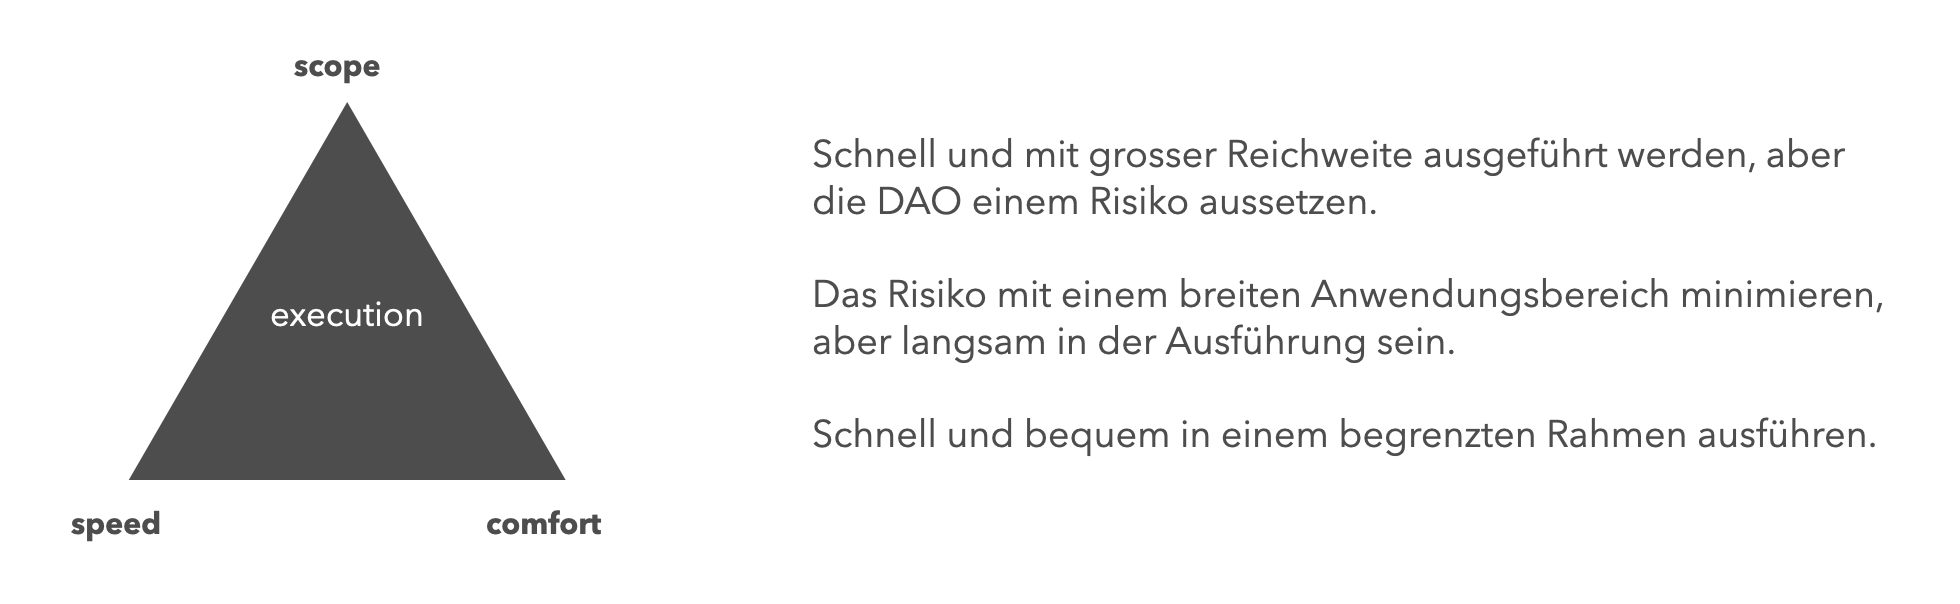 scope
execution
speed
comfort
Schnell und mit grosser Reichweite ausgeführt werden, aber
die DAO einem Risiko aussetzen.
Das Risiko mit einem breiten Anwendungsbereich minimieren,
aber langsam in der Ausführung sein.
Schnell und bequem in einem begrenzten Rahmen ausführen.